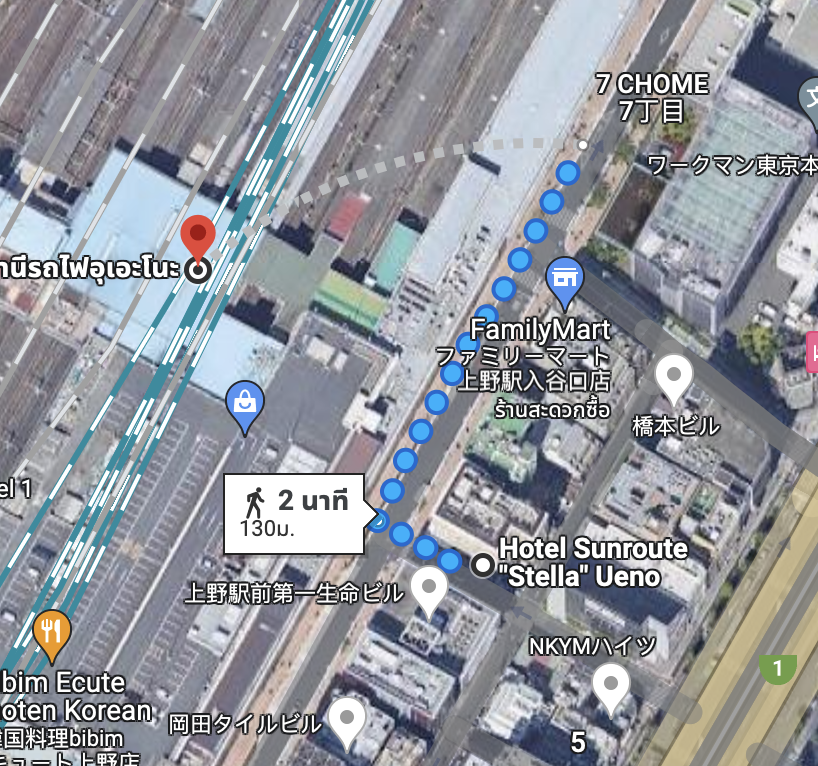 7 CHOME
7丁目
ワークマン東京本
านีรถไฟอุเอะโนะ
FamilyMart
ファミリーマート
上野駅入谷口店
ร้านสะดวกซื้อ
橋本ビル
el 1
2 นาที
130ม.
Hotel Sunroute
"Stella" Ueno
上野駅前第一生命ビル
NKYMハイツ
1
bim Ecute
oten Korean
国料理bibim
キュート上野店
岡田タイルビル
5